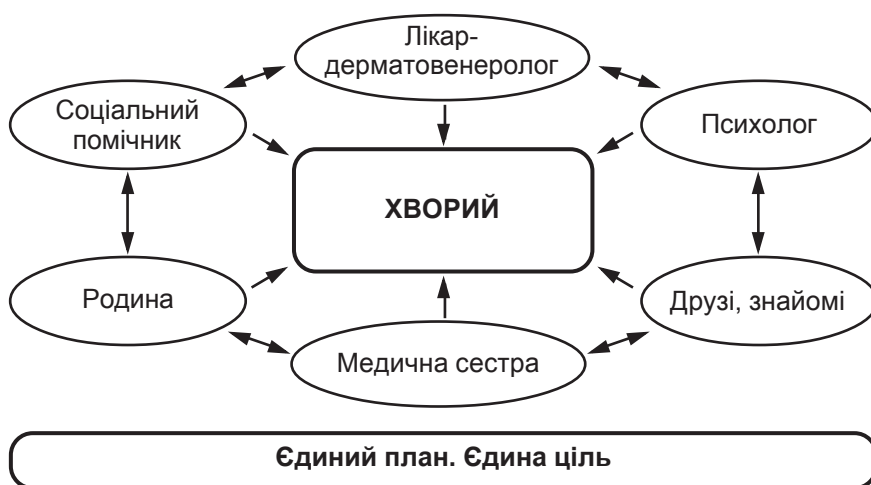 Лікар-
дерматовенеролог
Соціальний
помічник
Психолог
ХВОРИЙ
Родина
Друзі, знайомі
Медична сестра
Єдиний план. Єдина ціль